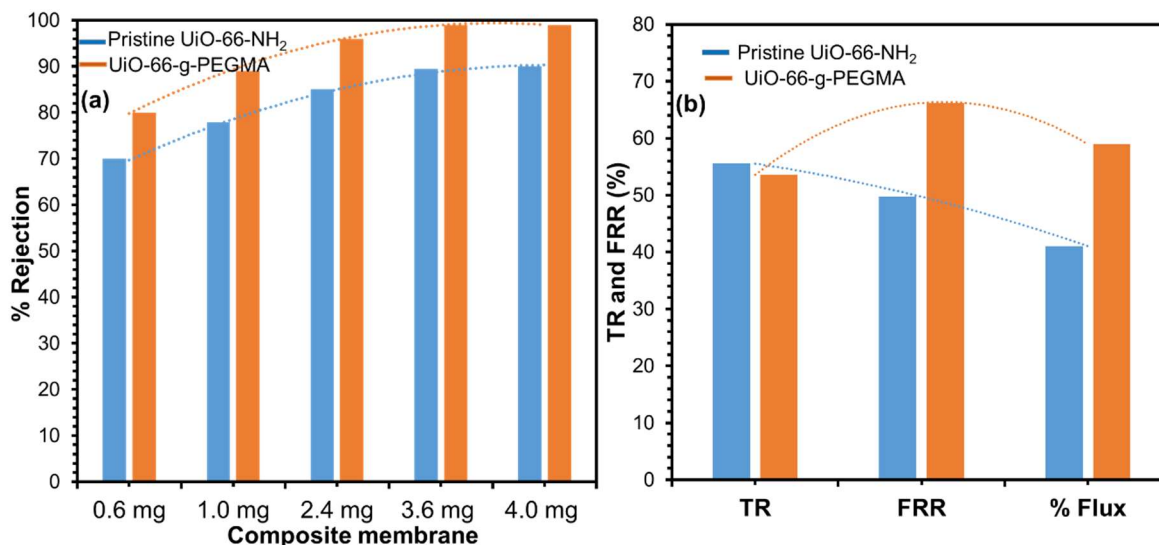 100
90
80
70
60
50
40
30
20
10
0
% Rejection
Pristine UiO-66-NH₂
UiO-66-g-PEGMA
(a)
0.6 mg 1.0 mg 2.4 mg 3.6 mg 4.0 mg
Composite membrane
80
70
60
50
40
30
20
10
0
TR and FRR (%)
Pristine UiO-66-NH₂
UiO-66-g-PEGMA
(b)
TR FRR % Flux